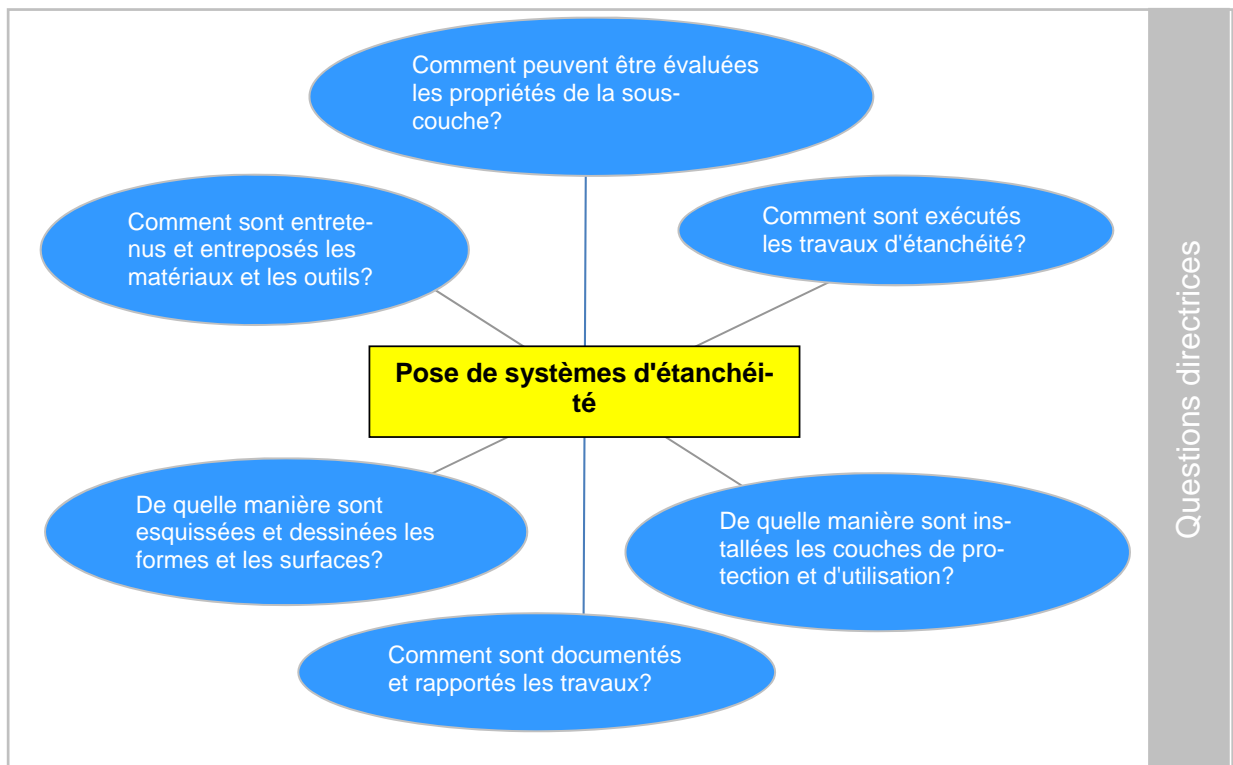 Comment peuvent être évaluées
les propriétés de la sous-
couche?
Comment sont entrete-
nus et entreposés les
matériaux et les outils?
Comment sont exécutés
les travaux d'étanchéité?
Pose de systèmes d'étanchéi-
té
De quelle manière sont
esquissées et dessinées les
formes et les surfaces?
De quelle manière sont ins-
tallées les couches de pro-
tection et d'utilisation?
Comment sont documentés
et rapportés les travaux?
Questions directrices